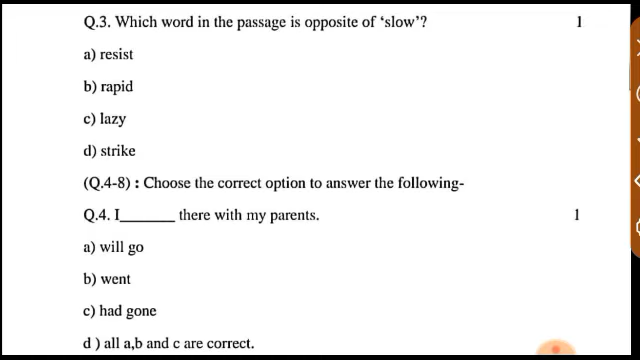 Q.3. Which word in the passage is opposite of ‘slow’? 1
a) resist
b) rapid
c) lazy
d) strike
(Q.4-8) : Choose the correct option to answer the following-
Q.4. I_______ there with my parents. 1
a) will go
b) went
c) had gone
d ) all a,b and c are correct.